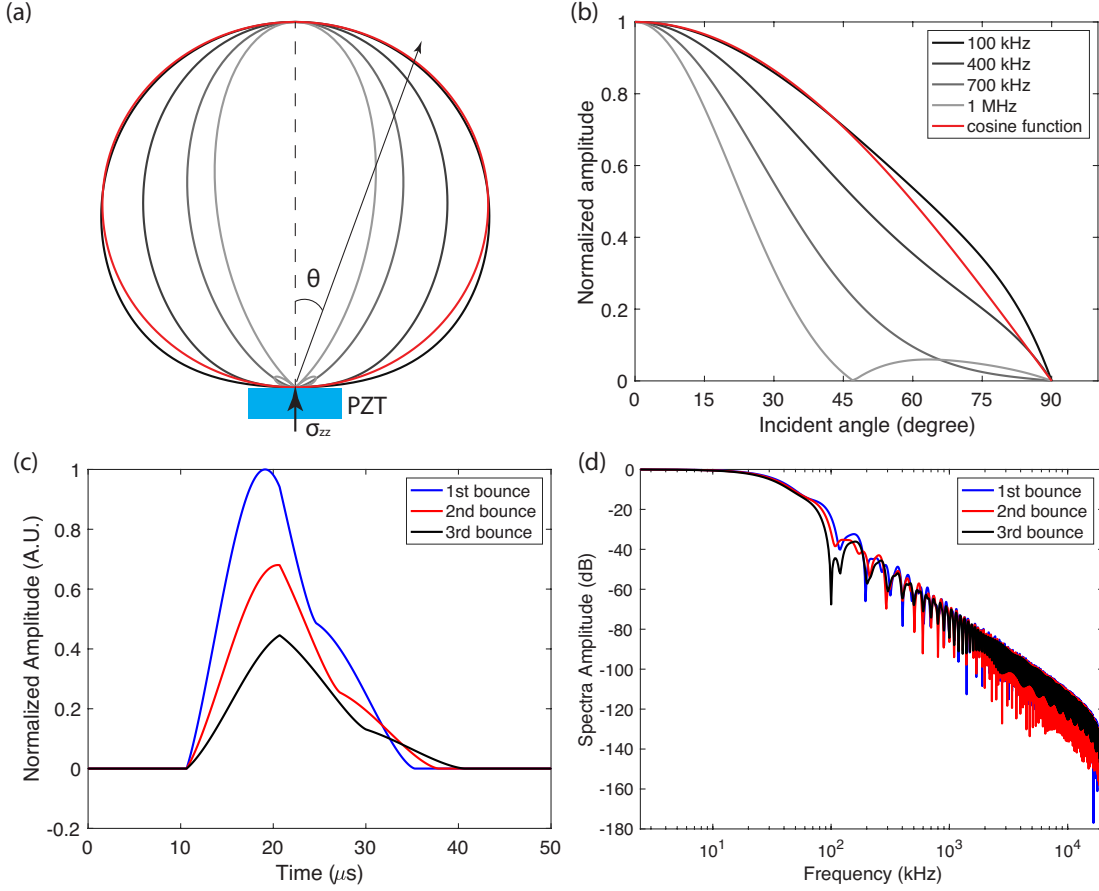 (a)
θ
PZT
σzz
(b)
Normalized amplitude
1
0.8
0.6
0.4
0.2
0
0 15 30 45 60 75 90
Incident angle (degree)
100 kHz
400 kHz
700 kHz
1 MHz
cosine function
(c)
Normalized Amplitude (A.U.)
1
0.8
0.6
0.4
0.2
0
-0.2
0 10 20 30 40 50
Time (μs)
1st bounce
2nd bounce
3rd bounce
(d)
Spectra Amplitude (dB)
0
-20
-40
-60
-80
-100
-120
-140
-160
-180
10¹ 10² 10³ 10⁴
Frequency (kHz)
1st bounce
2nd bounce
3rd bounce